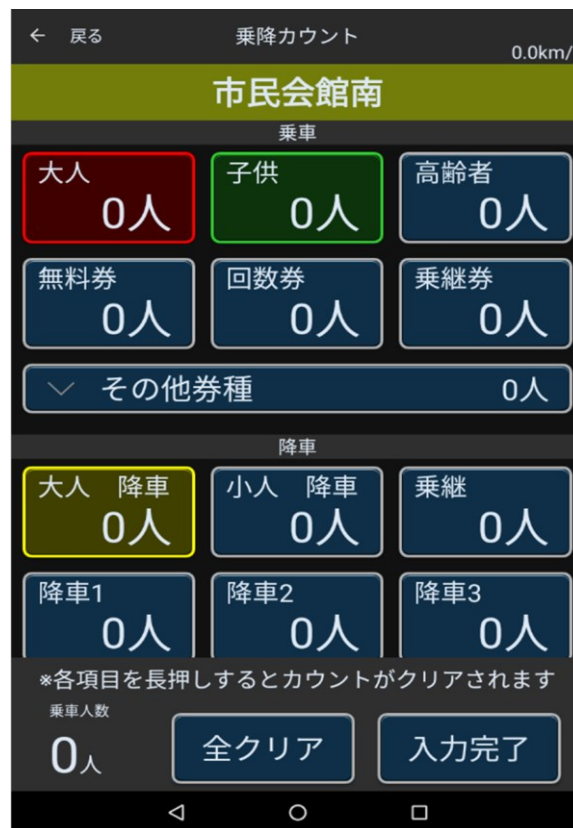 ← 戻る 乗降カウント
0.0km/
市民会館南
乗車
大人 子供 高齢者
0人 0人 0人
無料券 回数券 乗継券
0人 0人 0人
その他券種 0人
降車
大人 降車 小人 降車 乗継
0人 0人 0人
降車1 降車2 降車3
0人 0人 0人
※各項目を長押しするとカウントがクリアされます
乗車人数
0人 全クリア 入力完了